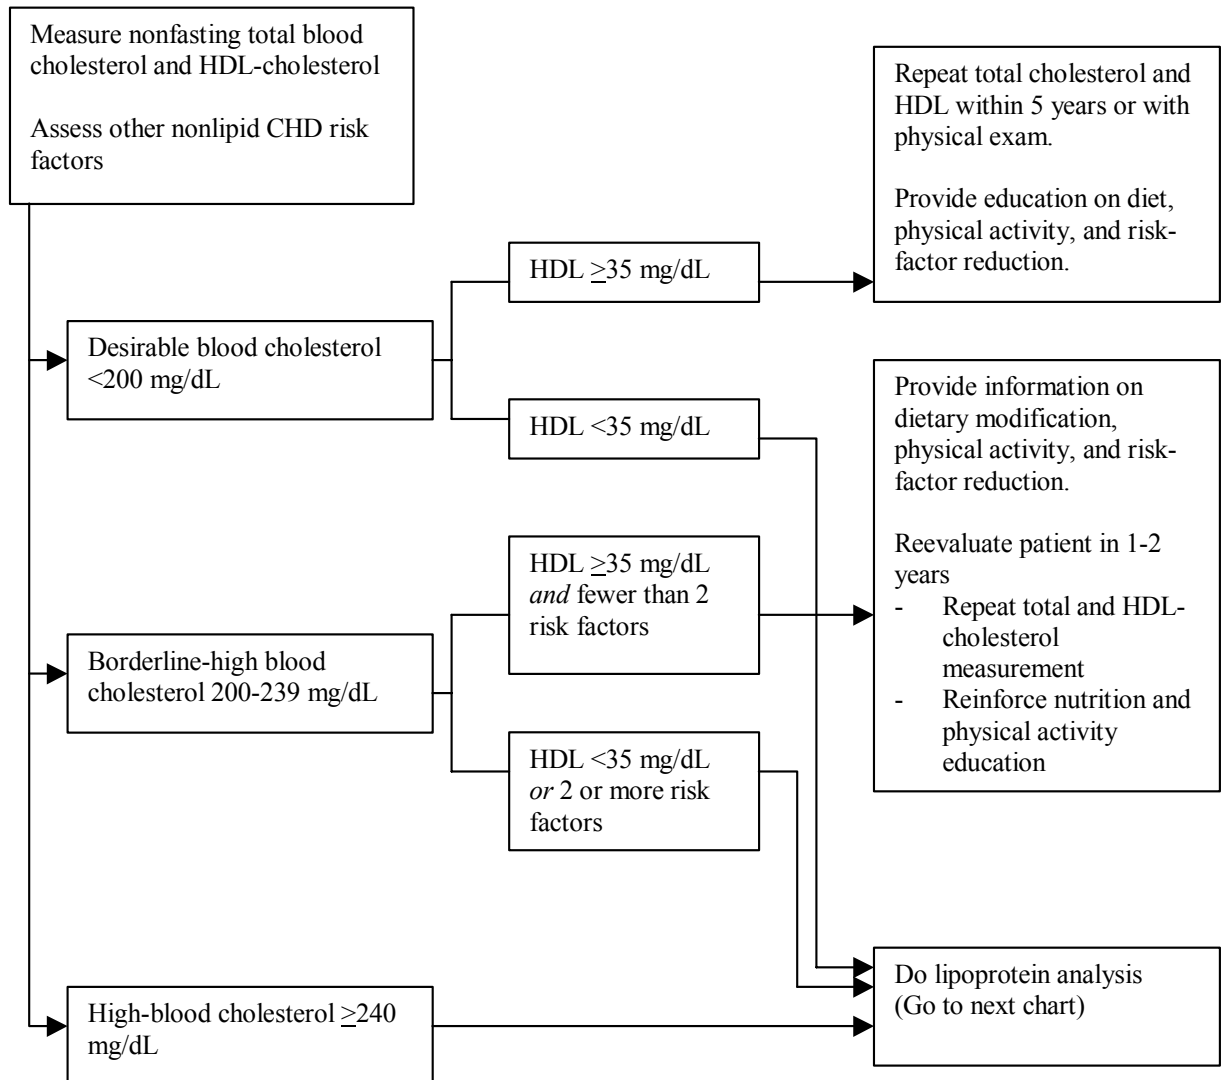 Measure nonfasting total blood
cholesterol and HDL-cholesterol
Assess other nonlipid CHD risk
factors
Desirable blood cholesterol
<200 mg/dL
HDL ≥35 mg/dL
HDL <35 mg/dL
Repeat total cholesterol and
HDL within 5 years or with
physical exam.
Provide education on diet,
physical activity, and risk-
factor reduction.
Borderline-high blood
cholesterol 200-239 mg/dL
HDL ≥35 mg/dL
and fewer than 2
risk factors
HDL <35 mg/dL
or 2 or more risk
factors
Provide information on
dietary modification,
physical activity, and risk-
factor reduction.
Reevaluate patient in 1-2
years
- Repeat total and HDL-
cholesterol
measurement
- Reinforce nutrition and
physical activity
education
High-blood cholesterol ≥240
mg/dL
Do lipoprotein analysis
(Go to next chart)